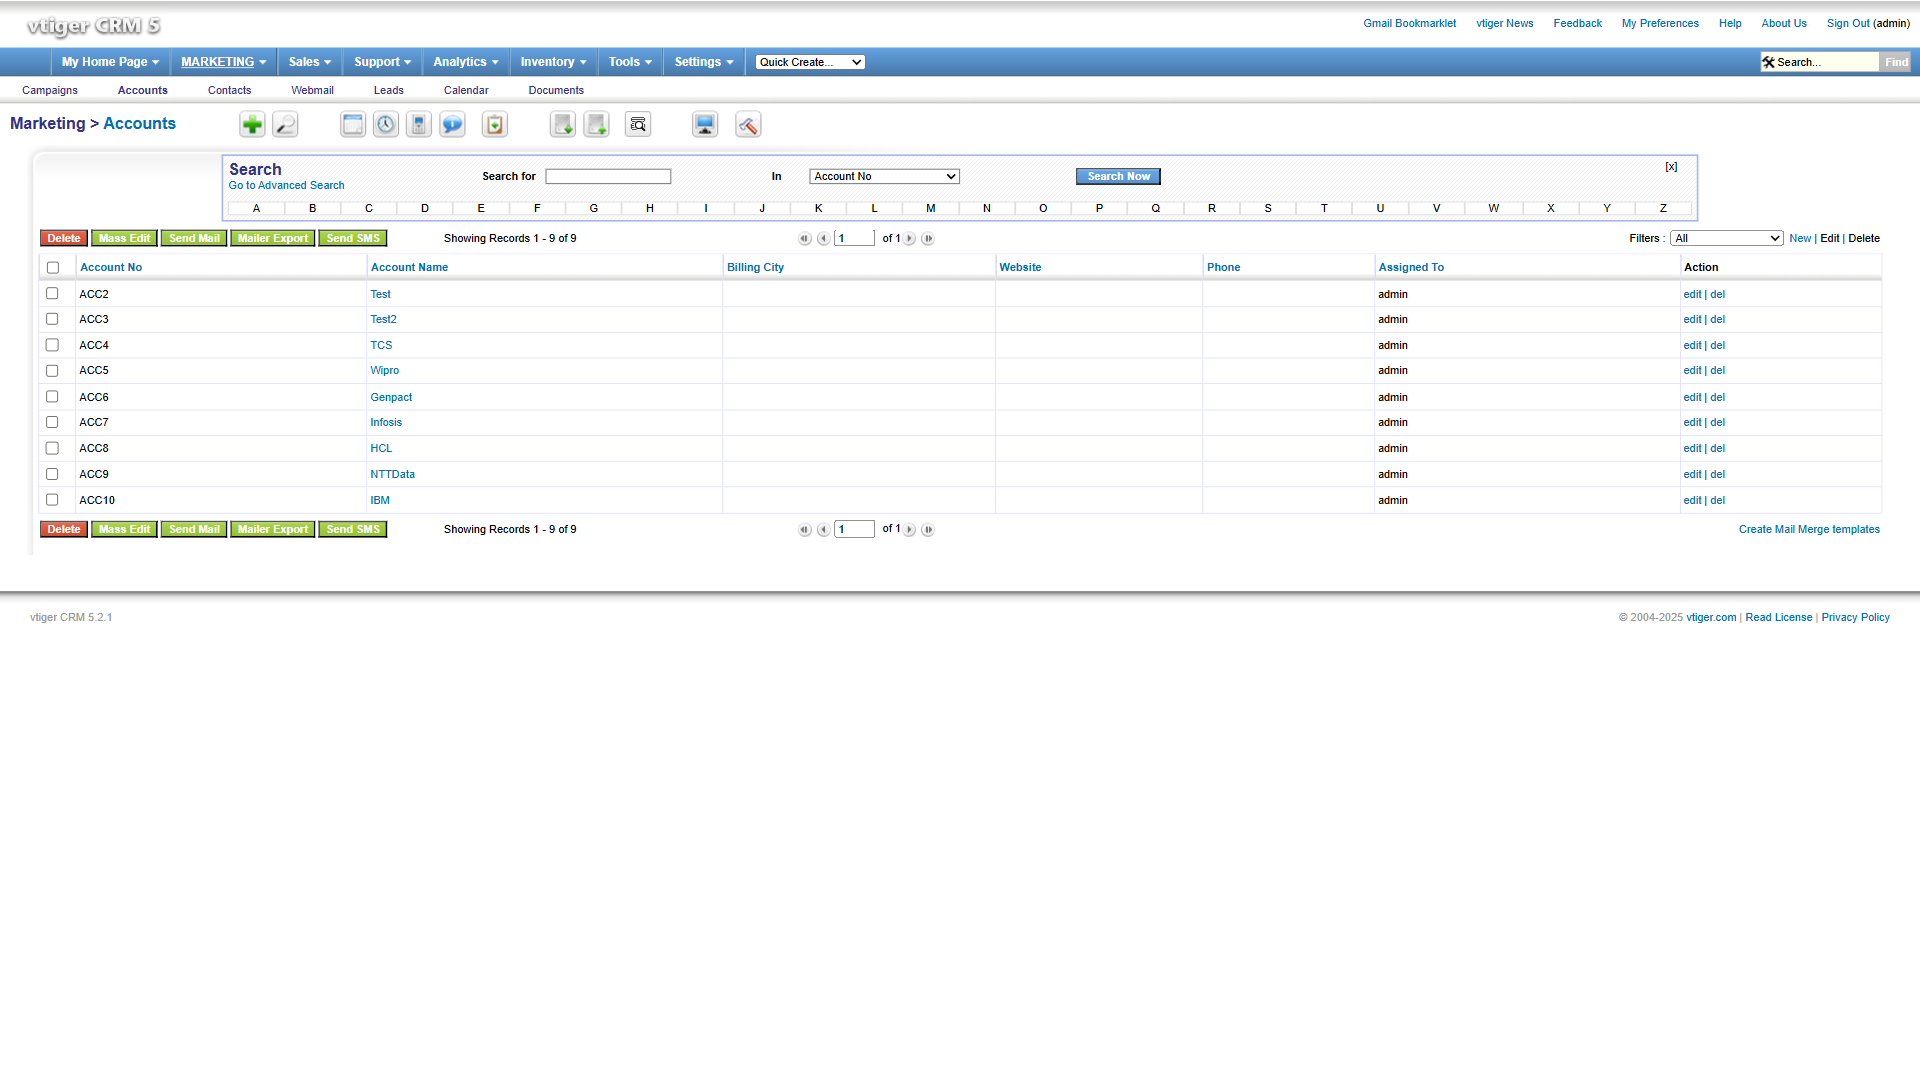 vtiger CRM 5
Gmail Bookmarklet vtiger News Feedback My Preferences Help About Us Sign Out (admin)
My Home Page MARKETING Sales Support Analytics Inventory Tools Settings Quick Create... Search... Find
Campaigns Accounts Contacts Webmail Leads Calendar Documents
Marketing > Accounts
Search
Go to Advanced Search
Search for In Account No Search Now [x]
A B C D E F G H I J K L M N O P Q R S T U V W X Y Z
Delete Mass Edit Send Mail Mailer Export Send SMS Showing Records 1 - 9 of 9 1 of 1 Filters : All New | Edit | Delete
Account No Account Name Billing City Website Phone Assigned To Action
ACC2 Test admin edit | del
ACC3 Test2 admin edit | del
ACC4 TCS admin edit | del
ACC5 Wipro admin edit | del
ACC6 Genpact admin edit | del
ACC7 Infosis admin edit | del
ACC8 HCL admin edit | del
ACC9 NTTData admin edit | del
ACC10 IBM admin edit | del
Delete Mass Edit Send Mail Mailer Export Send SMS Showing Records 1 - 9 of 9 1 of 1 Create Mail Merge templates
vtiger CRM 5.2.1 © 2004-2025 vtiger.com | Read License | Privacy Policy